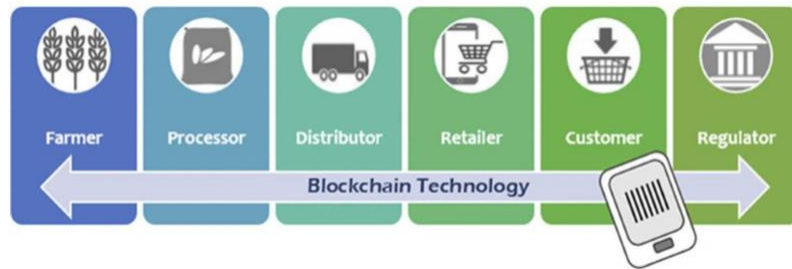 Farmer
Processor
Distributor
Retailer
Customer
Regulator
Blockchain Technology